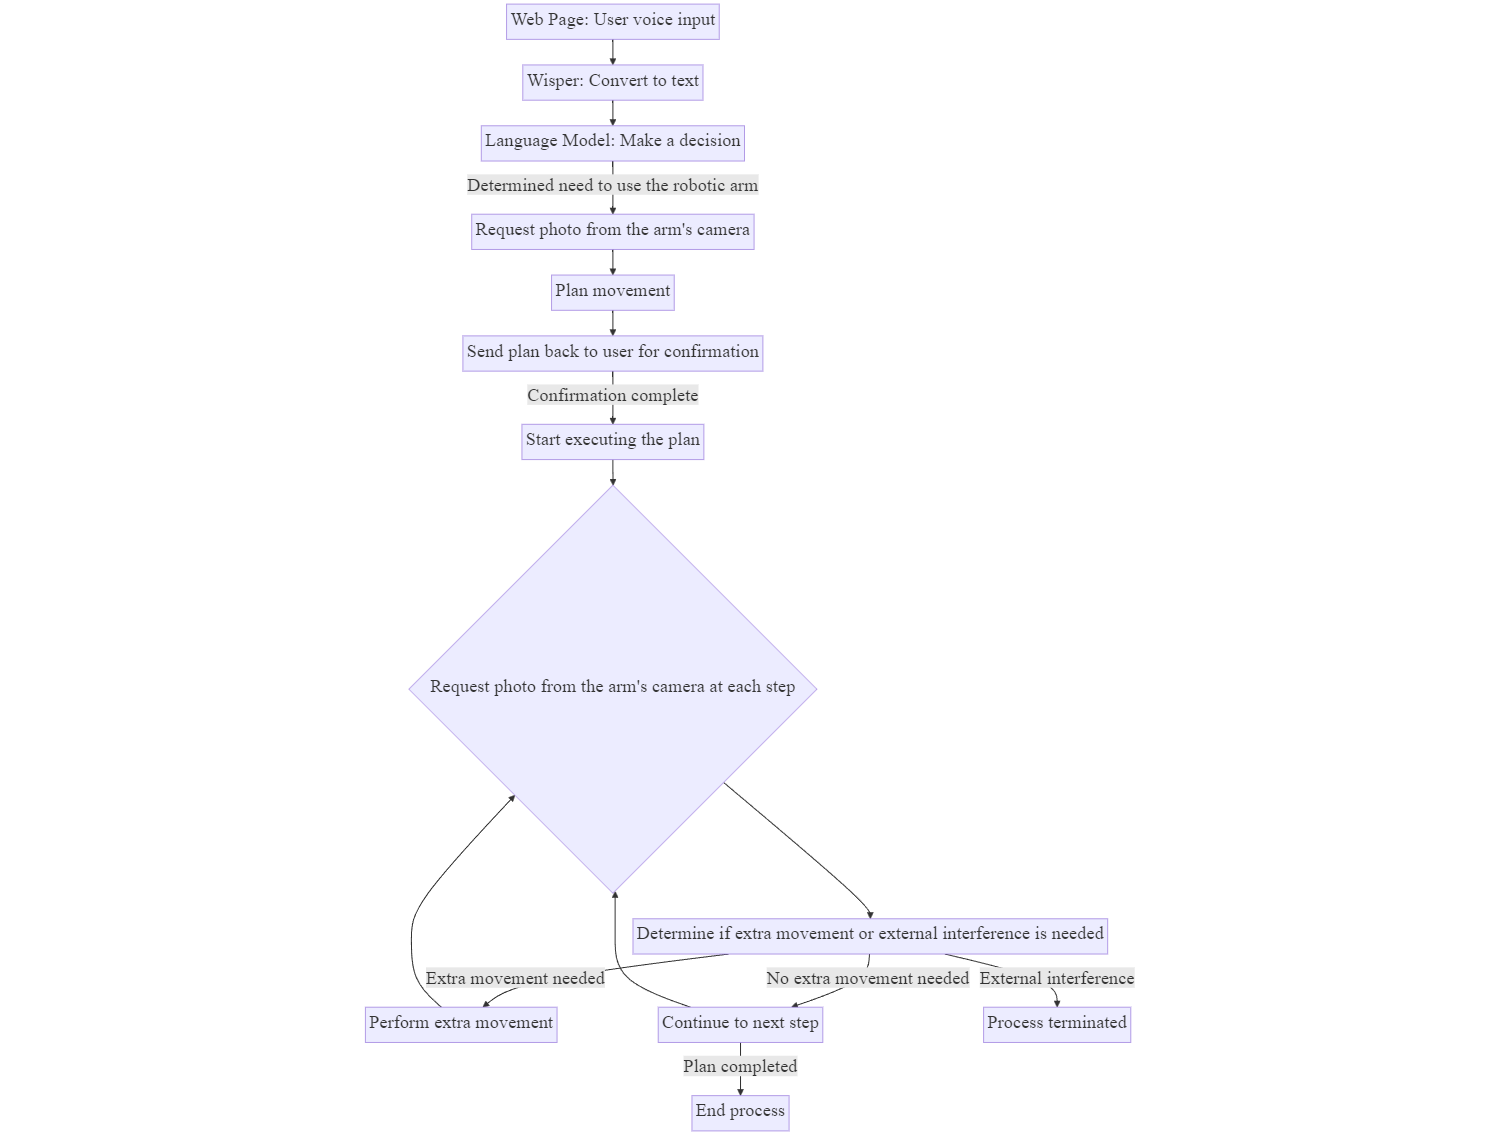 Web Page: User voice input
Wisper: Convert to text
Language Model: Make a decision
Determined need to use the robotic arm
Request photo from the arm's camera
Plan movement
Send plan back to user for confirmation
Confirmation complete
Start executing the plan
Request photo from the arm's camera at each step
Determine if extra movement or external interference is needed
Extra movement needed
No extra movement needed
External interference
Perform extra movement
Continue to next step
Process terminated
Plan completed
End process